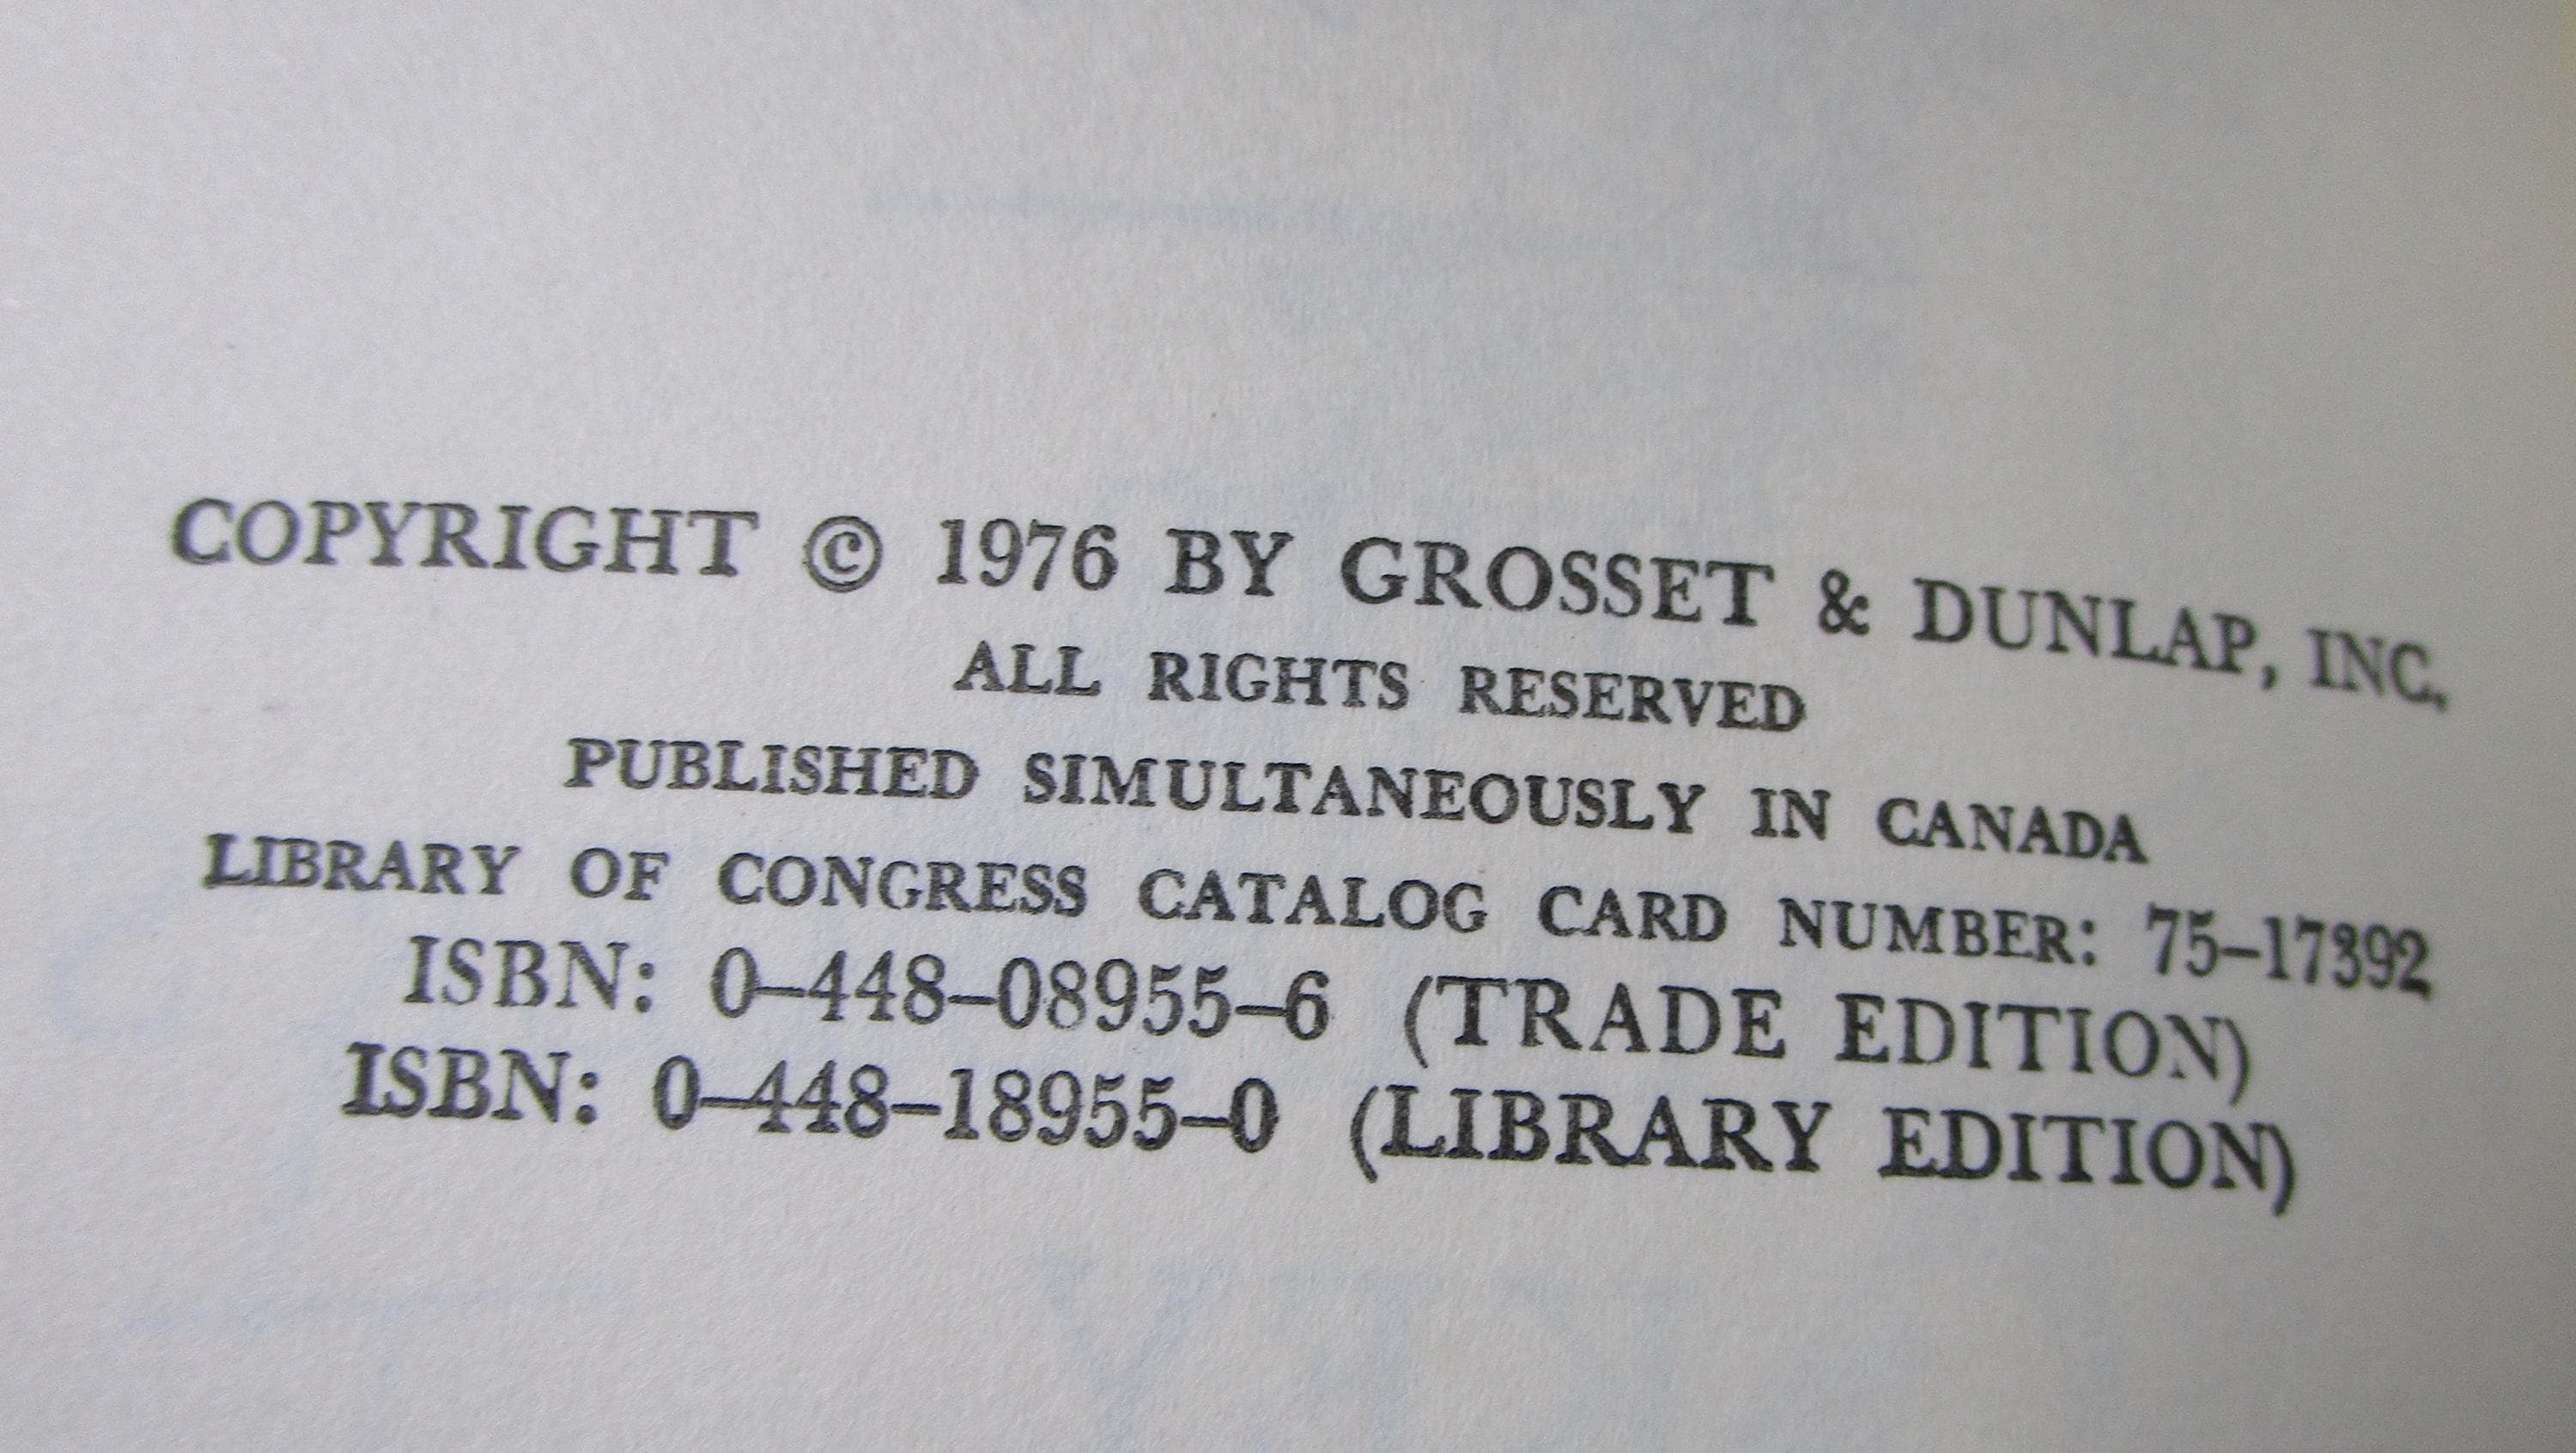 COPYRIGHT © 1976 BY GROSSET & DUNLAP, INC.
ALL RIGHTS RESERVED
PUBLISHED SIMULTANEOUSLY IN CANADA
LIBRARY OF CONGRESS CATALOG CARD NUMBER: 75–17392
ISBN: 0–448–08955–6 (TRADE EDITION)
ISBN: 0–448–18955–0 (LIBRARY EDITION)